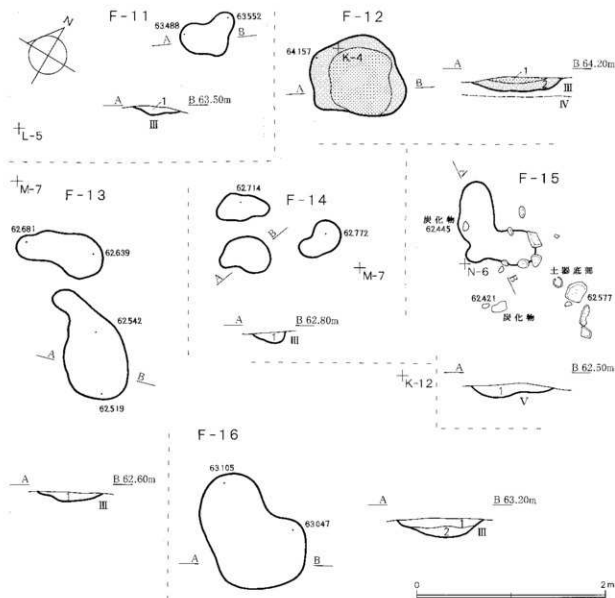 N
F-11
63.552
63.488
A
B
A
B 63.50m
1
III
L-5
F-12
64.157
K-4
A
B
A
B 64.20m
1
2
III
IV
M-7
F-13
62.681
62.639
62.542
62.519
A
B
A
B 62.60m
1
III
62.714
F-14
62.772
B
A
M-7
A
B 62.80m
1
III
F-15
A
炭化物
62.445
N-6
B
土器底部
62.577
62.421
炭化物
K-12
A
B 62.50m
1
V
F-16
63.105
63.047
A
B
A
B 63.20m
1
2
III
0
2m